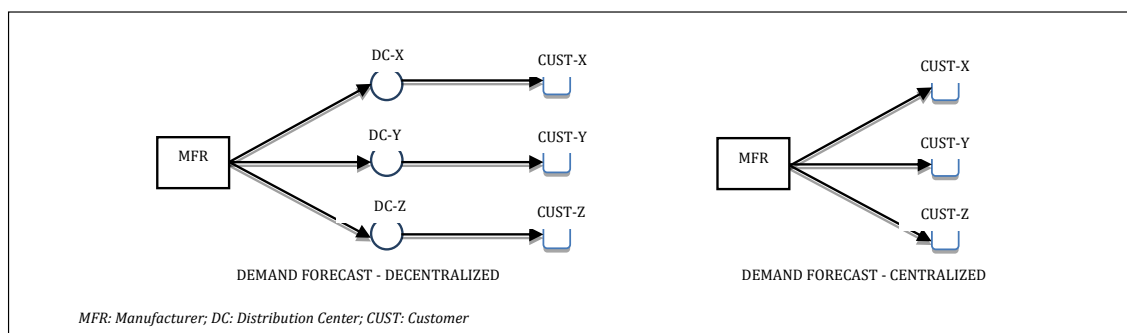 DC-X
CUST-X
MFR
DC-Y
CUST-Y
DC-Z
CUST-Z
DEMAND FORECAST - DECENTRALIZED
CUST-X
MFR
CUST-Y
CUST-Z
DEMAND FORECAST - CENTRALIZED
MFR: Manufacturer; DC: Distribution Center; CUST: Customer